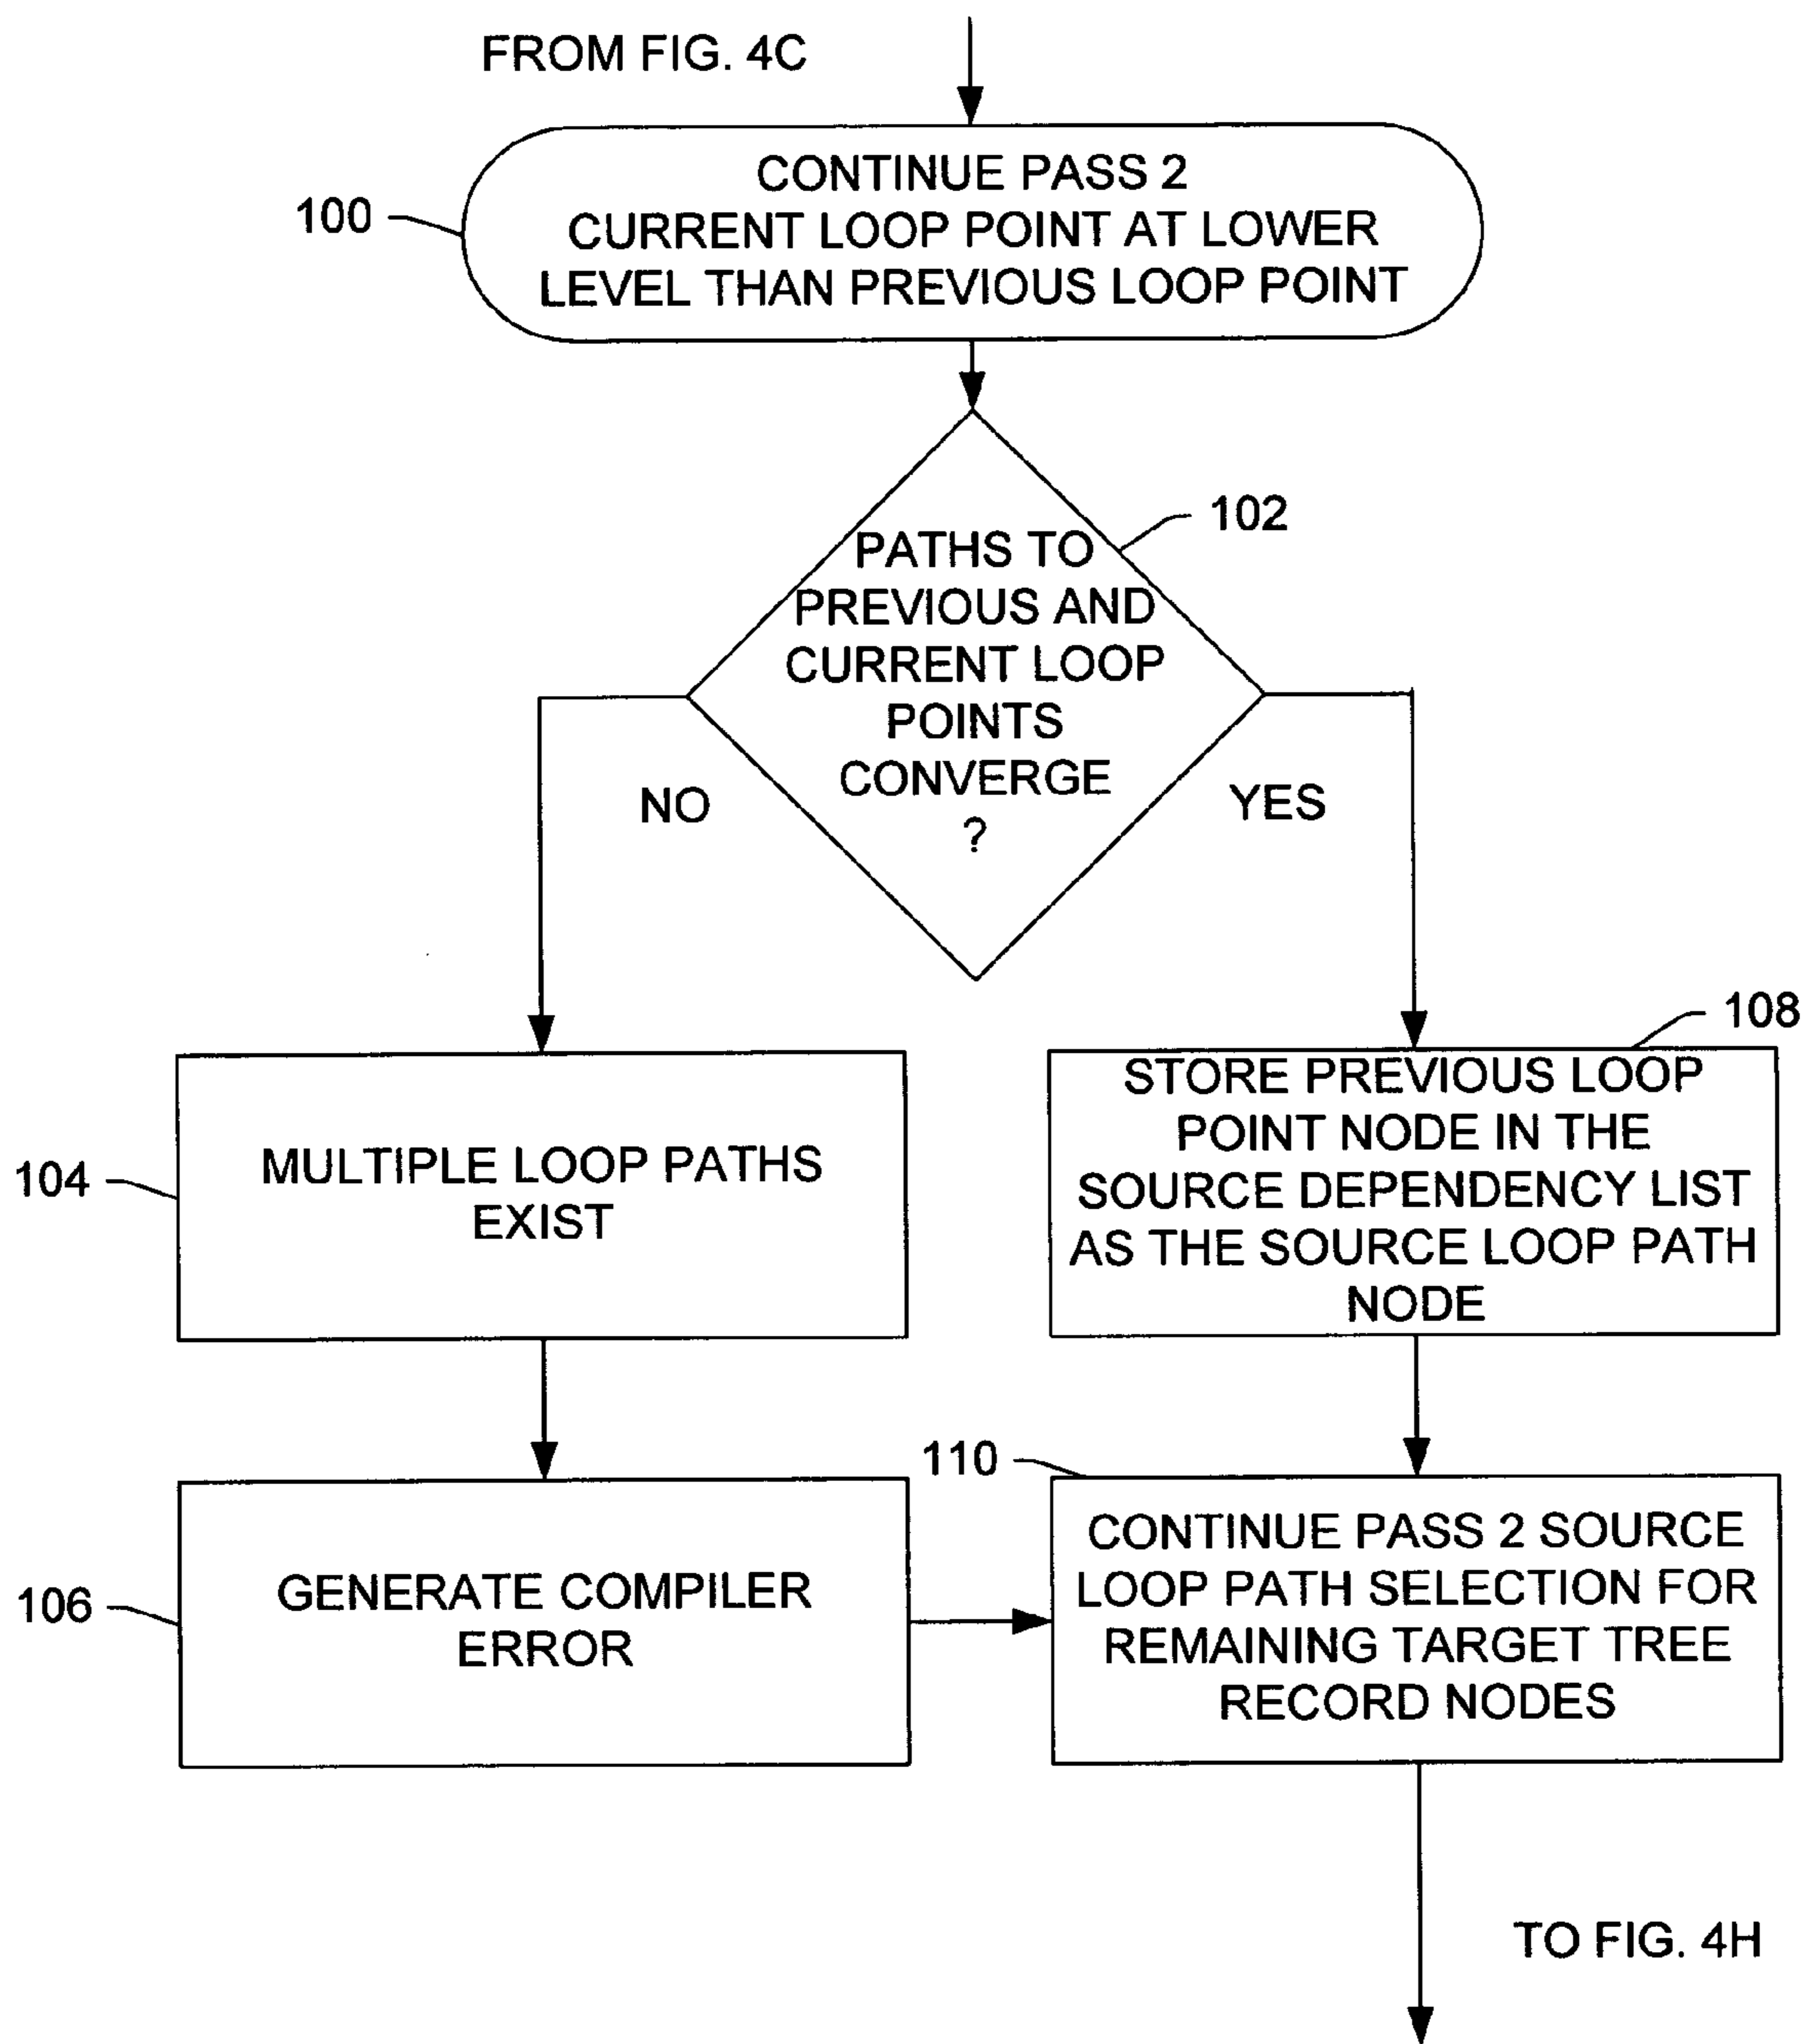 FROM FIG. 4C
100
CONTINUE PASS 2
CURRENT LOOP POINT AT LOWER
LEVEL THAN PREVIOUS LOOP POINT
102
PATHS TO
PREVIOUS AND
CURRENT LOOP
POINTS
CONVERGE
?
NO
YES
104
MULTIPLE LOOP PATHS
EXIST
108
STORE PREVIOUS LOOP
POINT NODE IN THE
SOURCE DEPENDENCY LIST
AS THE SOURCE LOOP PATH
NODE
106
GENERATE COMPILER
ERROR
110
CONTINUE PASS 2 SOURCE
LOOP PATH SELECTION FOR
REMAINING TARGET TREE
RECORD NODES
TO FIG. 4H